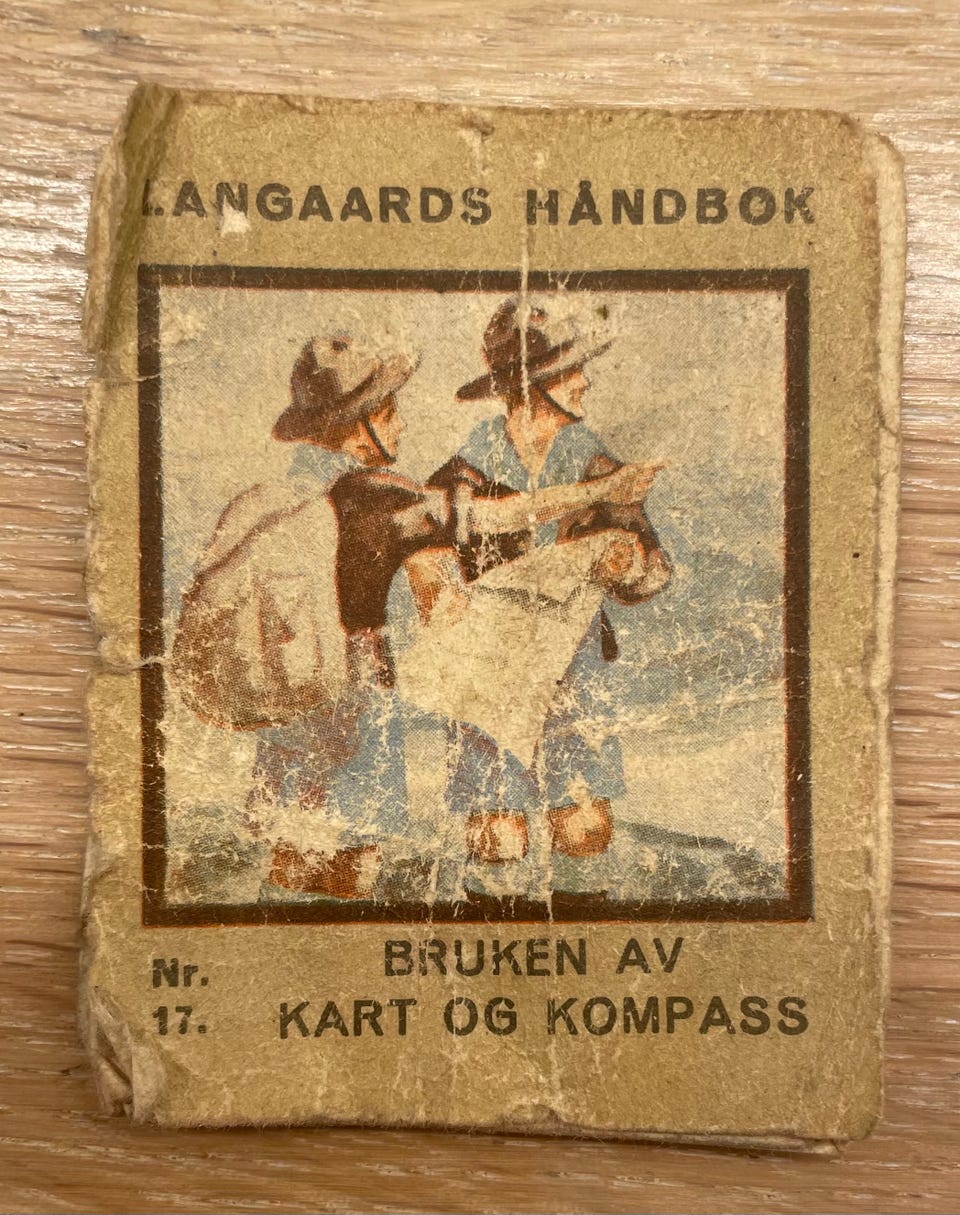 LANGAARDS HÅNDBOK
Nr. 17.
BRUKEN AV
KART OG KOMPASS